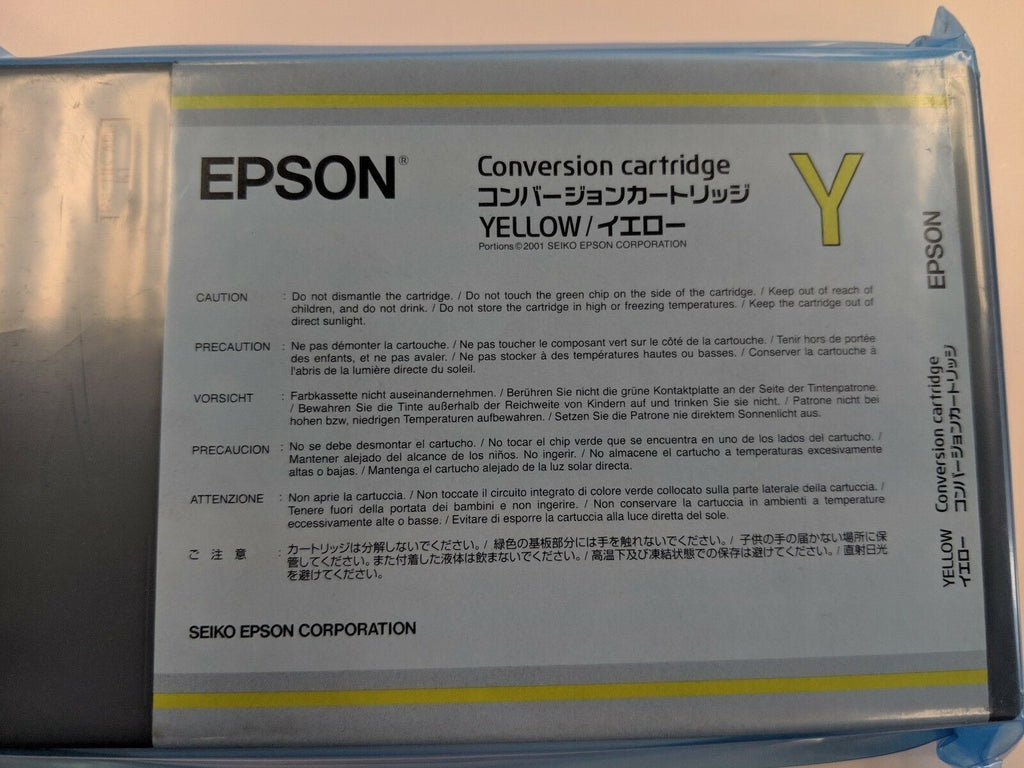 EPSON®
Conversion cartridge
コンバージョンカートリッジ
YELLOW/イエロー
Portions©2001 SEIKO EPSON CORPORATION
Y
CAUTION : Do not dismantie the cartridge. / Do not touch the green chip on the side of the cartridge. / Keep out of reach of
children, and do not drink. / Do not store the cartridge in high or freezing temperatures. / Keep the cartridge out of
direct sunlight.
PRECAUTION : Ne pas démonter la cartouche. / Ne pas toucher le composant vert sur le côté de la cartouche. / Tenir hors de portée
des enfants, et ne pas avaler. / Ne pas stocker à des températures hautes ou basses. / Conserver la cartouche à
l'abris de la lumière directe du soleil.
VORSICHT : Farbkassette nicht auseinandernehmen. / Berühren Sie nicht die grüne Kontaktplatte an der Seite der Tintenpatrone.
/ Bewahren Sie die Tinte außerhalb der Reichweite von Kindern auf und trinken Sie sie nicht. / Patrone nicht bei
hohen bzw, niedrigen Temperaturen aufbewahren. / Setzen Sie die Patrone nie direktem Sonnenlicht aus.
PRECAUCION : No se debe desmontar el cartucho. / No tocar el chip verde que se encuentra en uno de los lados del cartucho. /
Mantener alejado del alcance de los niños. No ingerir. / No almacene el cartucho a temperaturas excesivamente
altas o bajas. / Mantenga el cartucho alejado de la luz solar directa.
ATTENZIONE : Non aprie la cartuccia. / Non toccate il circuito integrato di colore verde collocato sulla parte laterale della cartuccia. /
Tenere fuori della portata dei bambini e non ingerire. / Non conservare la cartuccia in ambienti a temperature
eccessivamente alte o basse. / Evitare di esporre la cartuccia alla luce diretta del sole.
ご注意 : カートリッジは分解しないでください。/ 緑色の基板部分には手を触れないでください。/ 子供の手の届かない場所に保
管してください。また付着した液体は飲まないでください。/ 高温下及び凍結状態での保存は避けてください。/ 直射日光
を避けてください。
SEIKO EPSON CORPORATION
EPSON
Conversion cartridge
コンバージョンカートリッジ
YELLOW
イエロー